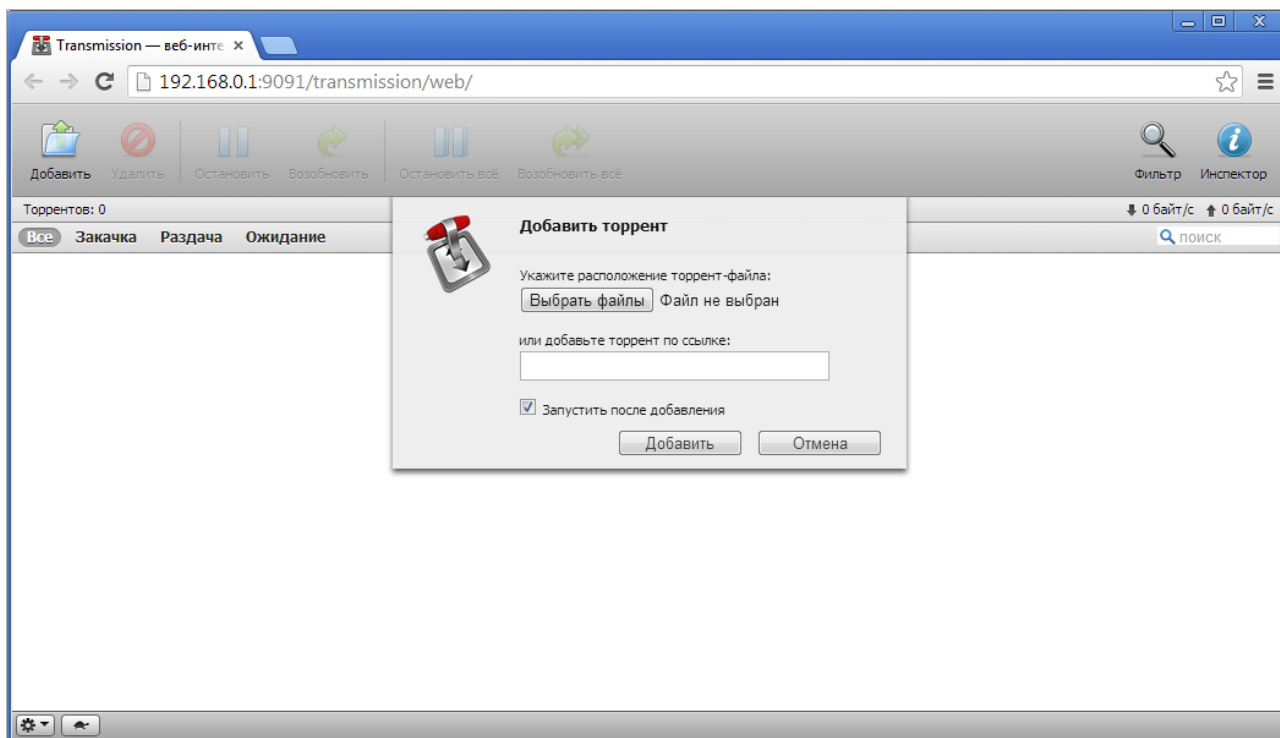 Transmission — веб-инте
192.168.0.1:9091/transmission/web/
Добавить Удалить Остановить Возобновить Остановить всё Возобновить всё Фильтр Инспектор
Торрентов: 0 0 байт/с 0 байт/с
Все Закачка Раздача Ожидание поиск
Добавить торрент
Укажите расположение торрент-файла:
Выбрать файлы Файл не выбран
или добавьте торрент по ссылке:
Запустить после добавления
Добавить Отмена